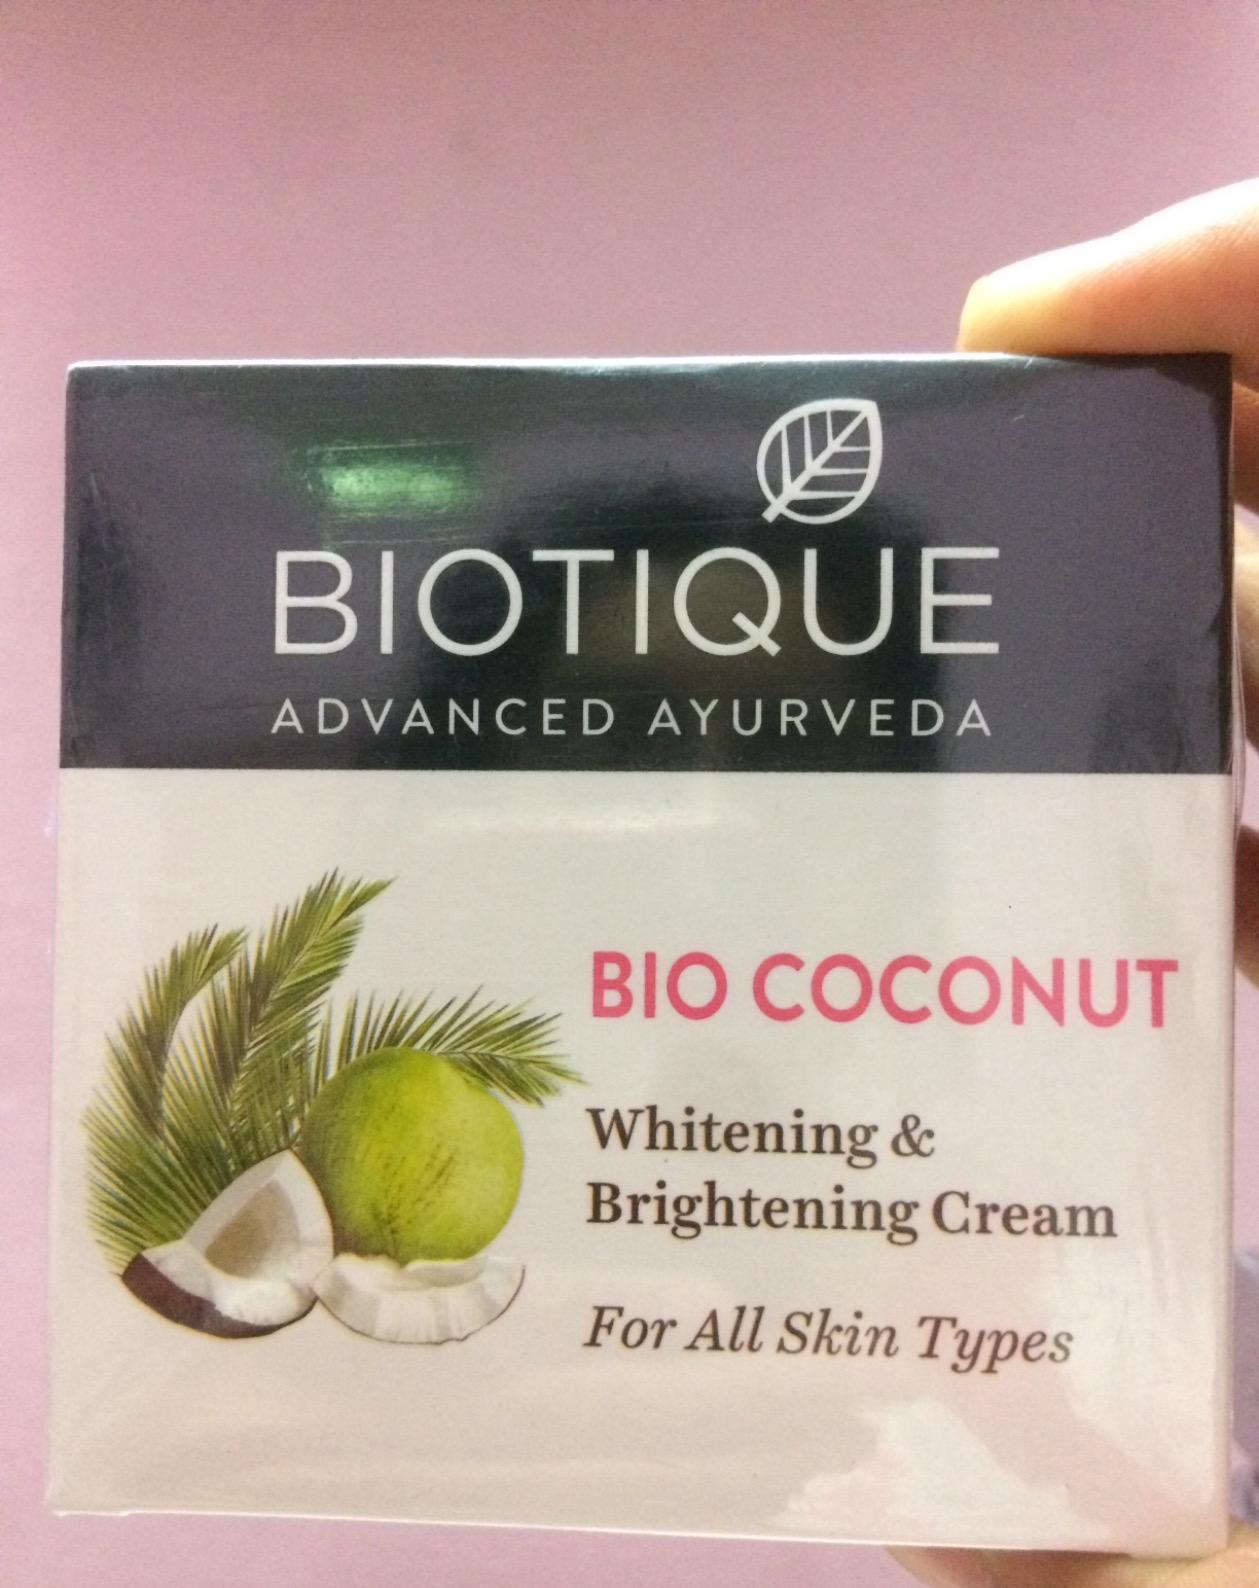 BIOTIQUE
ADVANCED AYURVEDA
BIO COCONUT
Whitening &
Brightening Cream
For All Skin Types